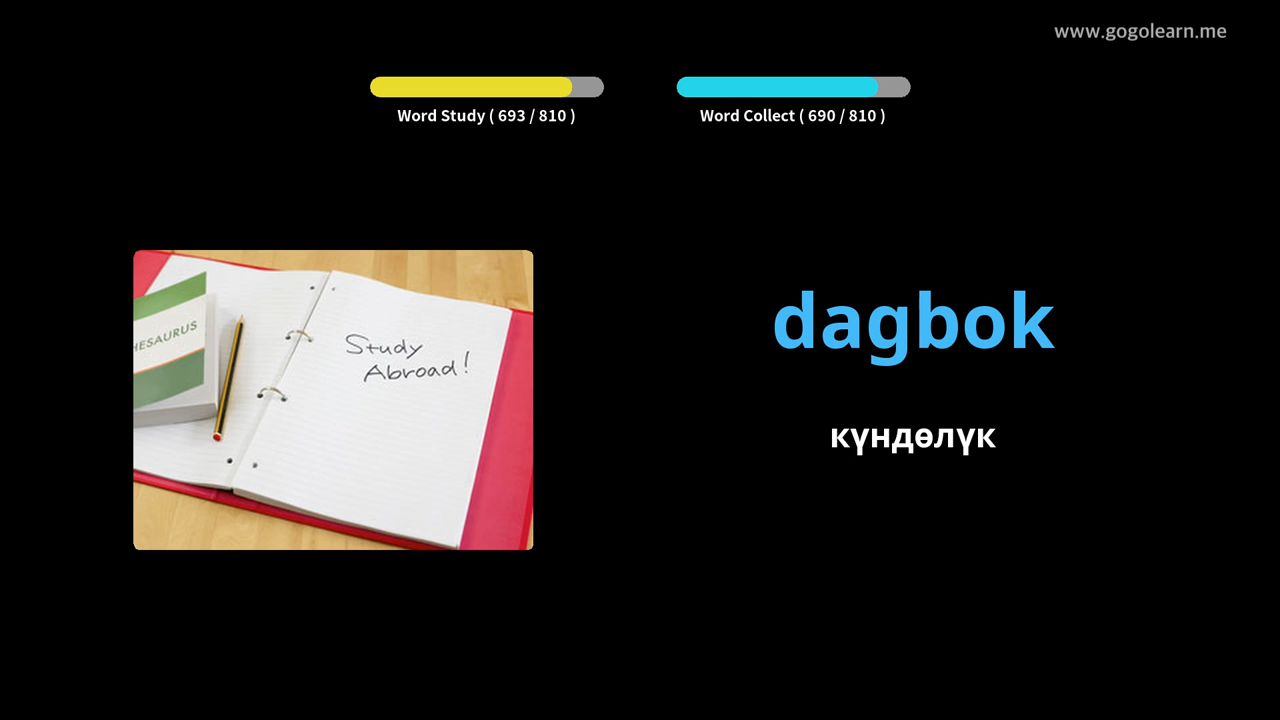 www.gogolearn.me
Word Study ( 693 / 810 )
Word Collect ( 690 / 810 )
HESAURUS
Study
Abroad!
dagbok
күндөлүк